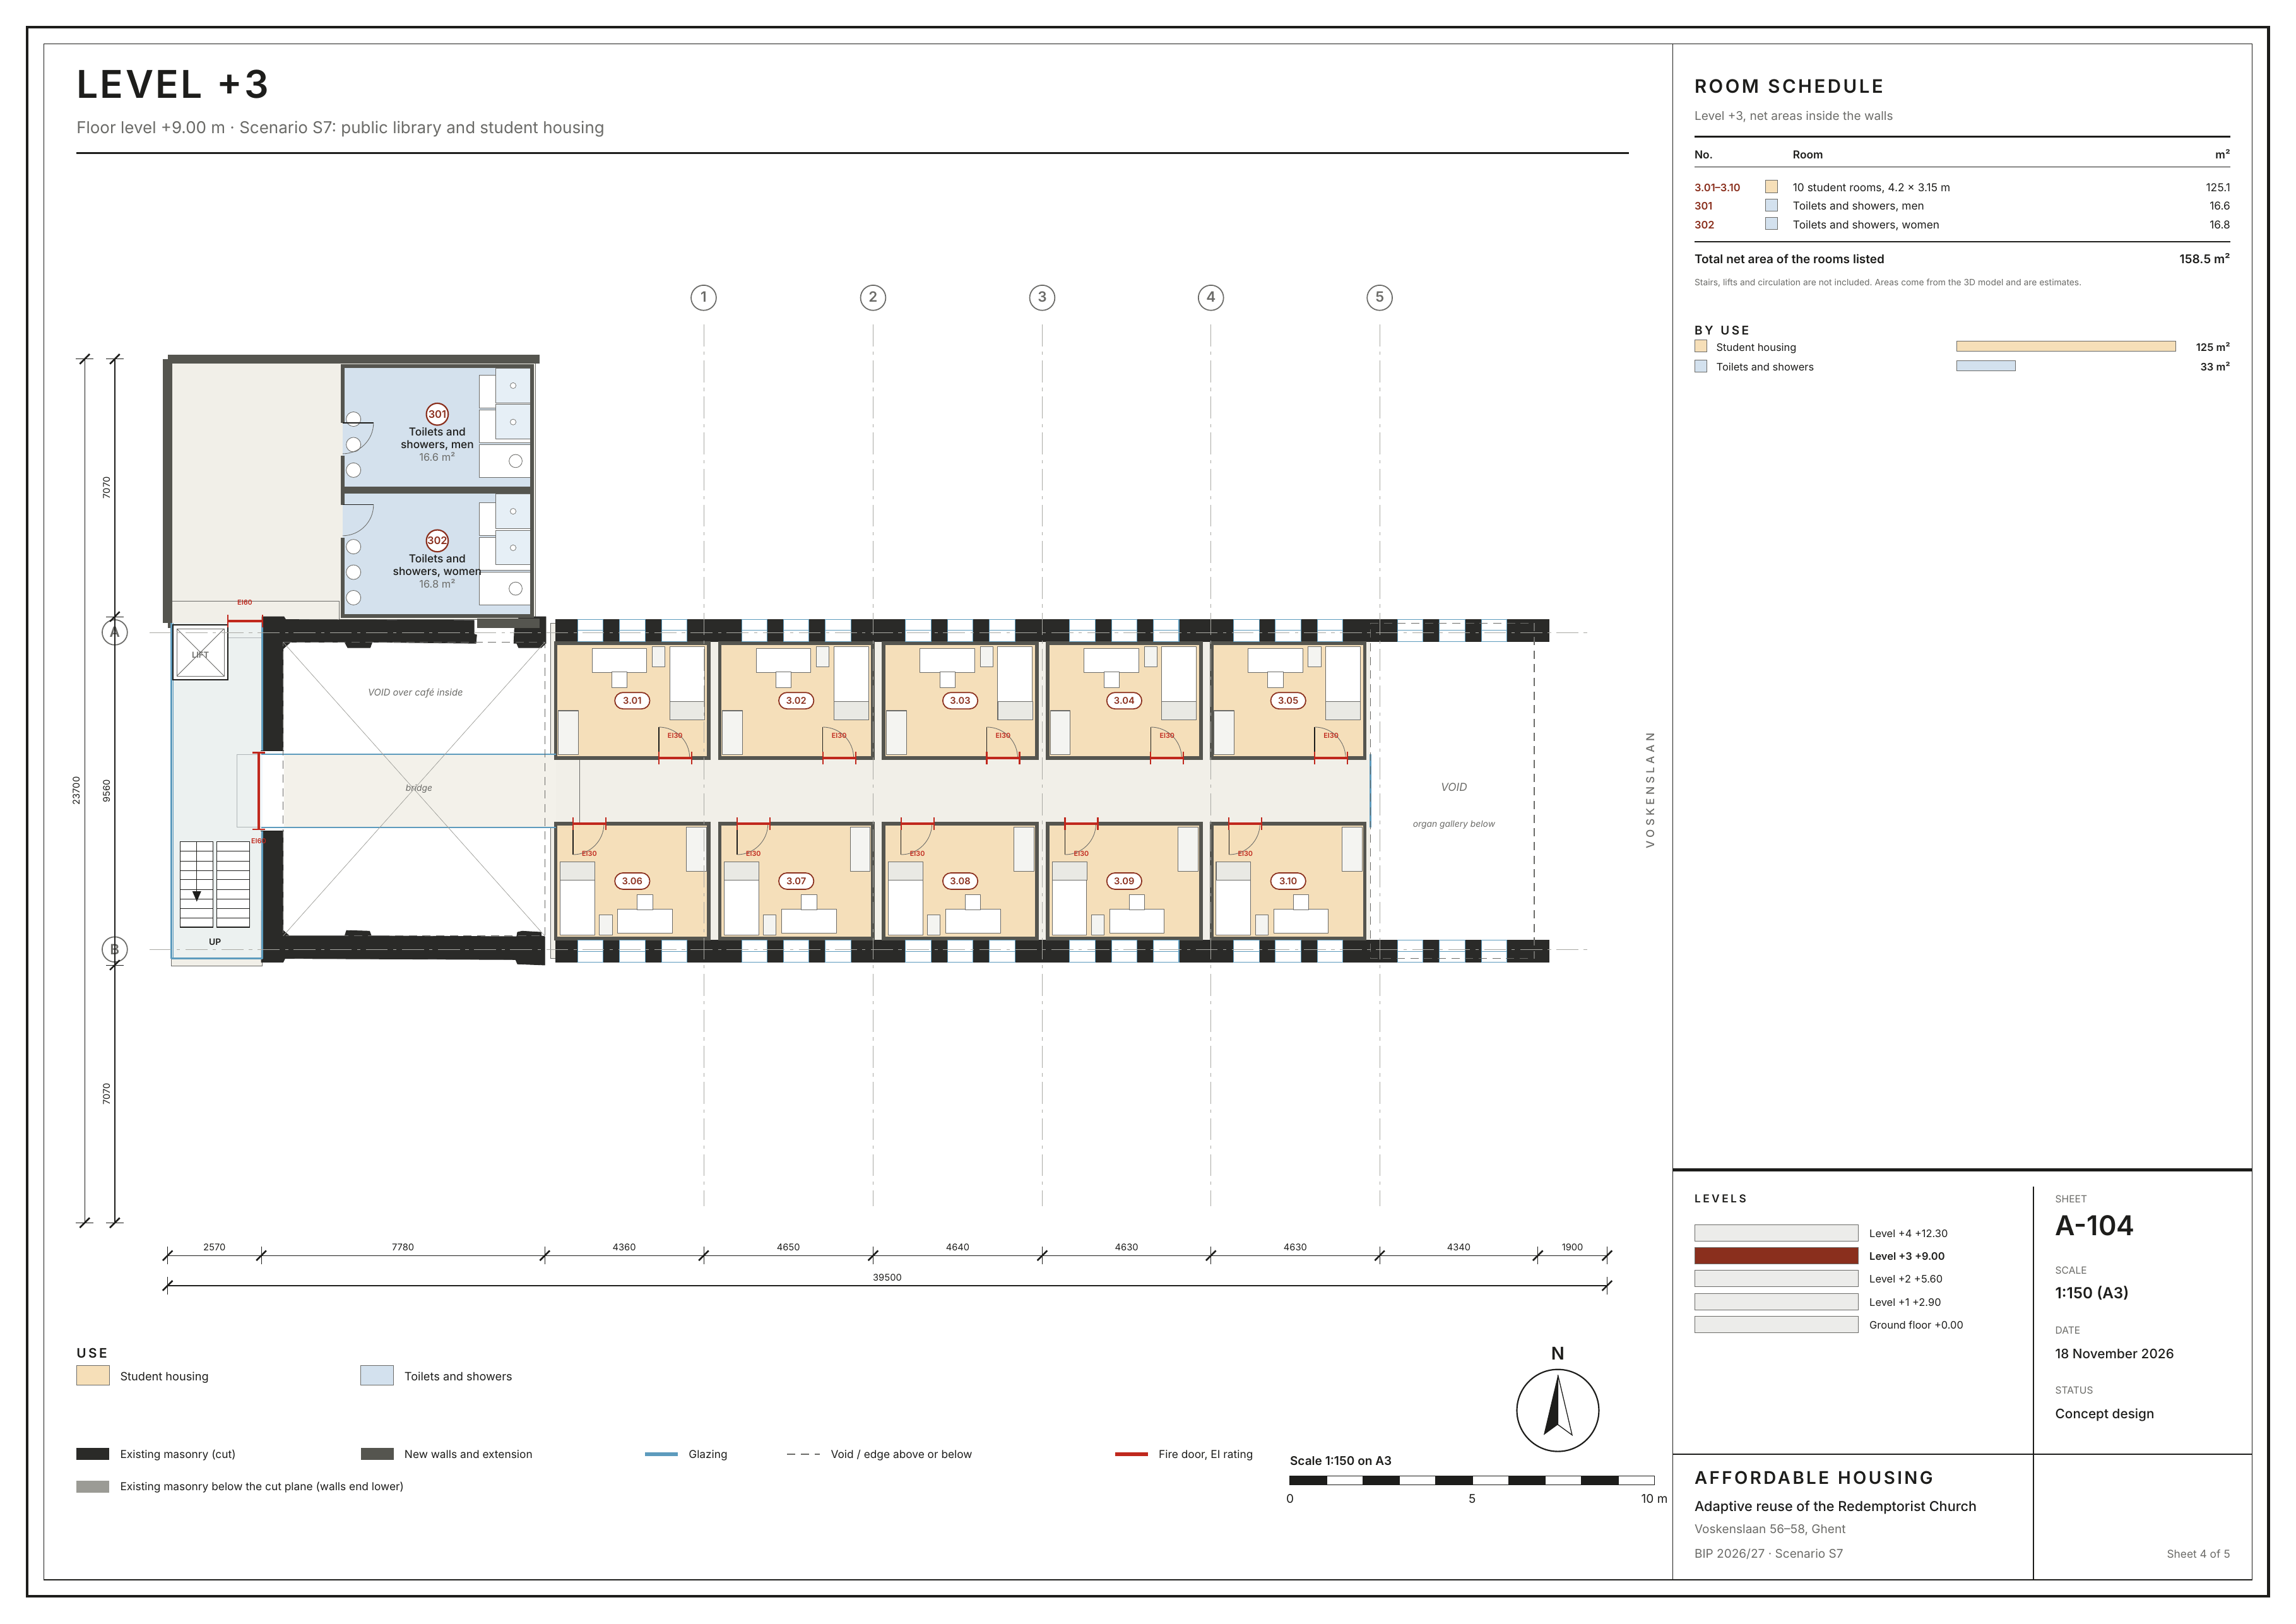 LEVEL +3
Floor level +9.00 m · Scenario S7: public library and student housing
1
2
3
4
5
301
Toilets and
showers, men
16.6 m²
302
Toilets and
showers, women
16.8 m²
7070
23700
9560
7070
A
B
EI60
LIFT
VOID over café inside
bridge
EI60
UP
3.01
3.02
3.03
3.04
3.05
EI30
EI30
EI30
EI30
EI30
EI30
EI30
EI30
EI30
EI30
3.06
3.07
3.08
3.09
3.10
VOID
organ gallery below
VOSKENSLAAN
2570
7780
4360
4650
4640
4630
4630
4340
1900
39500
USE
Student housing
Toilets and showers
Existing masonry (cut)
New walls and extension
Glazing
Void / edge above or below
Fire door, EI rating
Existing masonry below the cut plane (walls end lower)
N
Scale 1:150 on A3
0
5
10 m
ROOM SCHEDULE
Level +3, net areas inside the walls
No. Room m²
3.01–3.10 10 student rooms, 4.2 × 3.15 m 125.1
301 Toilets and showers, men 16.6
302 Toilets and showers, women 16.8
Total net area of the rooms listed 158.5 m²
Stairs, lifts and circulation are not included. Areas come from the 3D model and are estimates.
BY USE
Student housing 125 m²
Toilets and showers 33 m²
LEVELS
Level +4 +12.30
Level +3 +9.00
Level +2 +5.60
Level +1 +2.90
Ground floor +0.00
SHEET
A-104
SCALE
1:150 (A3)
DATE
18 November 2026
STATUS
Concept design
AFFORDABLE HOUSING
Adaptive reuse of the Redemptorist Church
Voskenslaan 56–58, Ghent
BIP 2026/27 · Scenario S7
Sheet 4 of 5